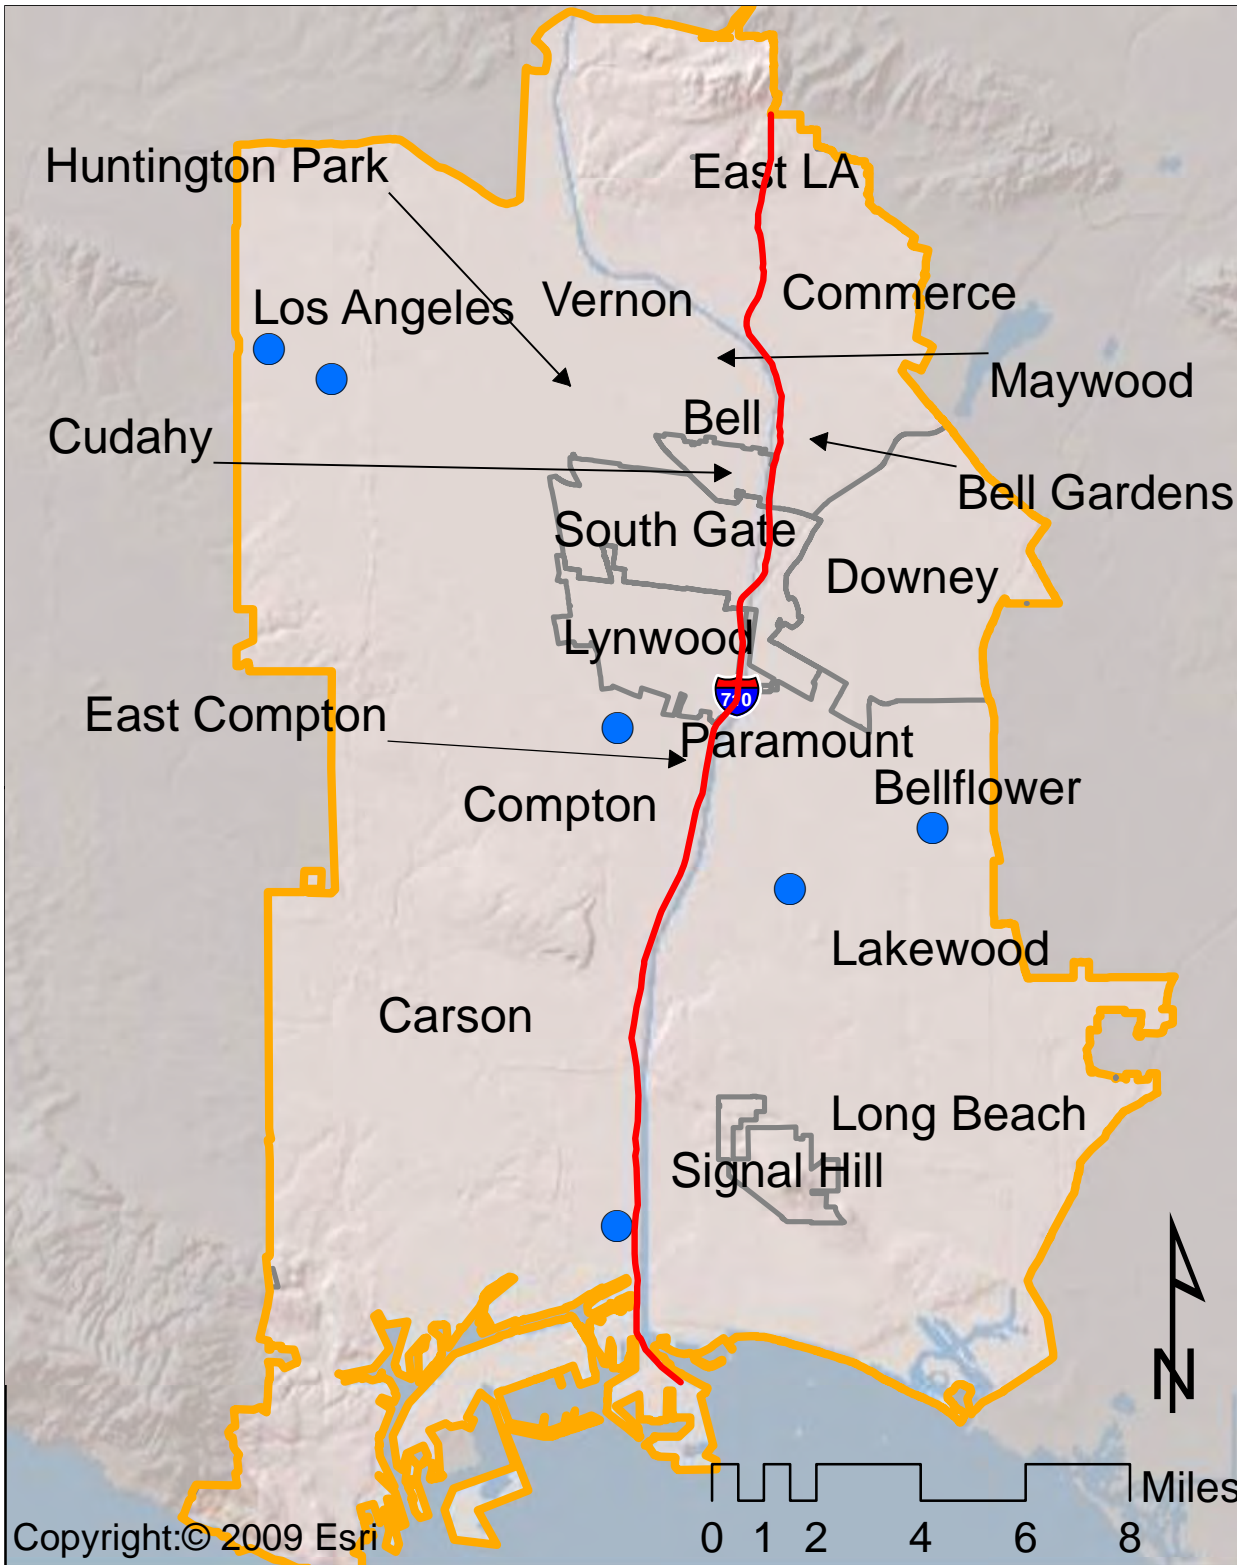 East LA
Huntington Park
Los Angeles
Vernon
Commerce
Maywood
Bell
Cudahy
Bell Gardens
South Gate
Downey
Lynwood
710
East Compton
Paramount
Bellflower
Compton
Lakewood
Carson
Long Beach
Signal Hill
N
Miles
0 1 2 4 6 8
Copyright:© 2009 Esri